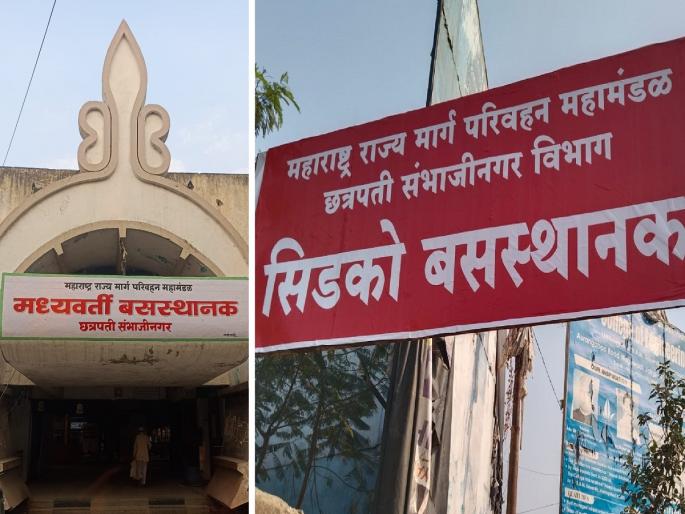 महाराष्ट्र राज्य मार्ग परिवहन महामंडळ
मध्यवर्ती बसस्थानक
छत्रपती संभाजीनगर
महाराष्ट्र राज्य मार्ग परिवहन महामंडळ
छत्रपती संभाजीनगर विभाग
सिडको बसस्थानक